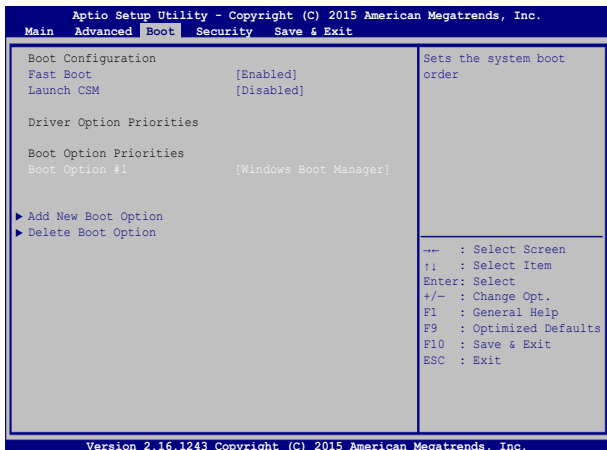 Aptio Setup Utility - Copyright (C) 2015 American Megatrends, Inc.
Main Advanced Boot Security Save & Exit
Boot Configuration
Fast Boot [Enabled]
Launch CSM [Disabled]
Driver Option Priorities
Boot Option Priorities
Boot Option #1 [Windows Boot Manager]
▶ Add New Boot Option
▶ Delete Boot Option
Sets the system boot
order
→← : Select Screen
↑↓ : Select Item
Enter: Select
+/— : Change Opt.
F1 : General Help
F9 : Optimized Defaults
F10 : Save & Exit
ESC : Exit
Version 2.16.1243 Copyright (C) 2015 American Megatrends, Inc.